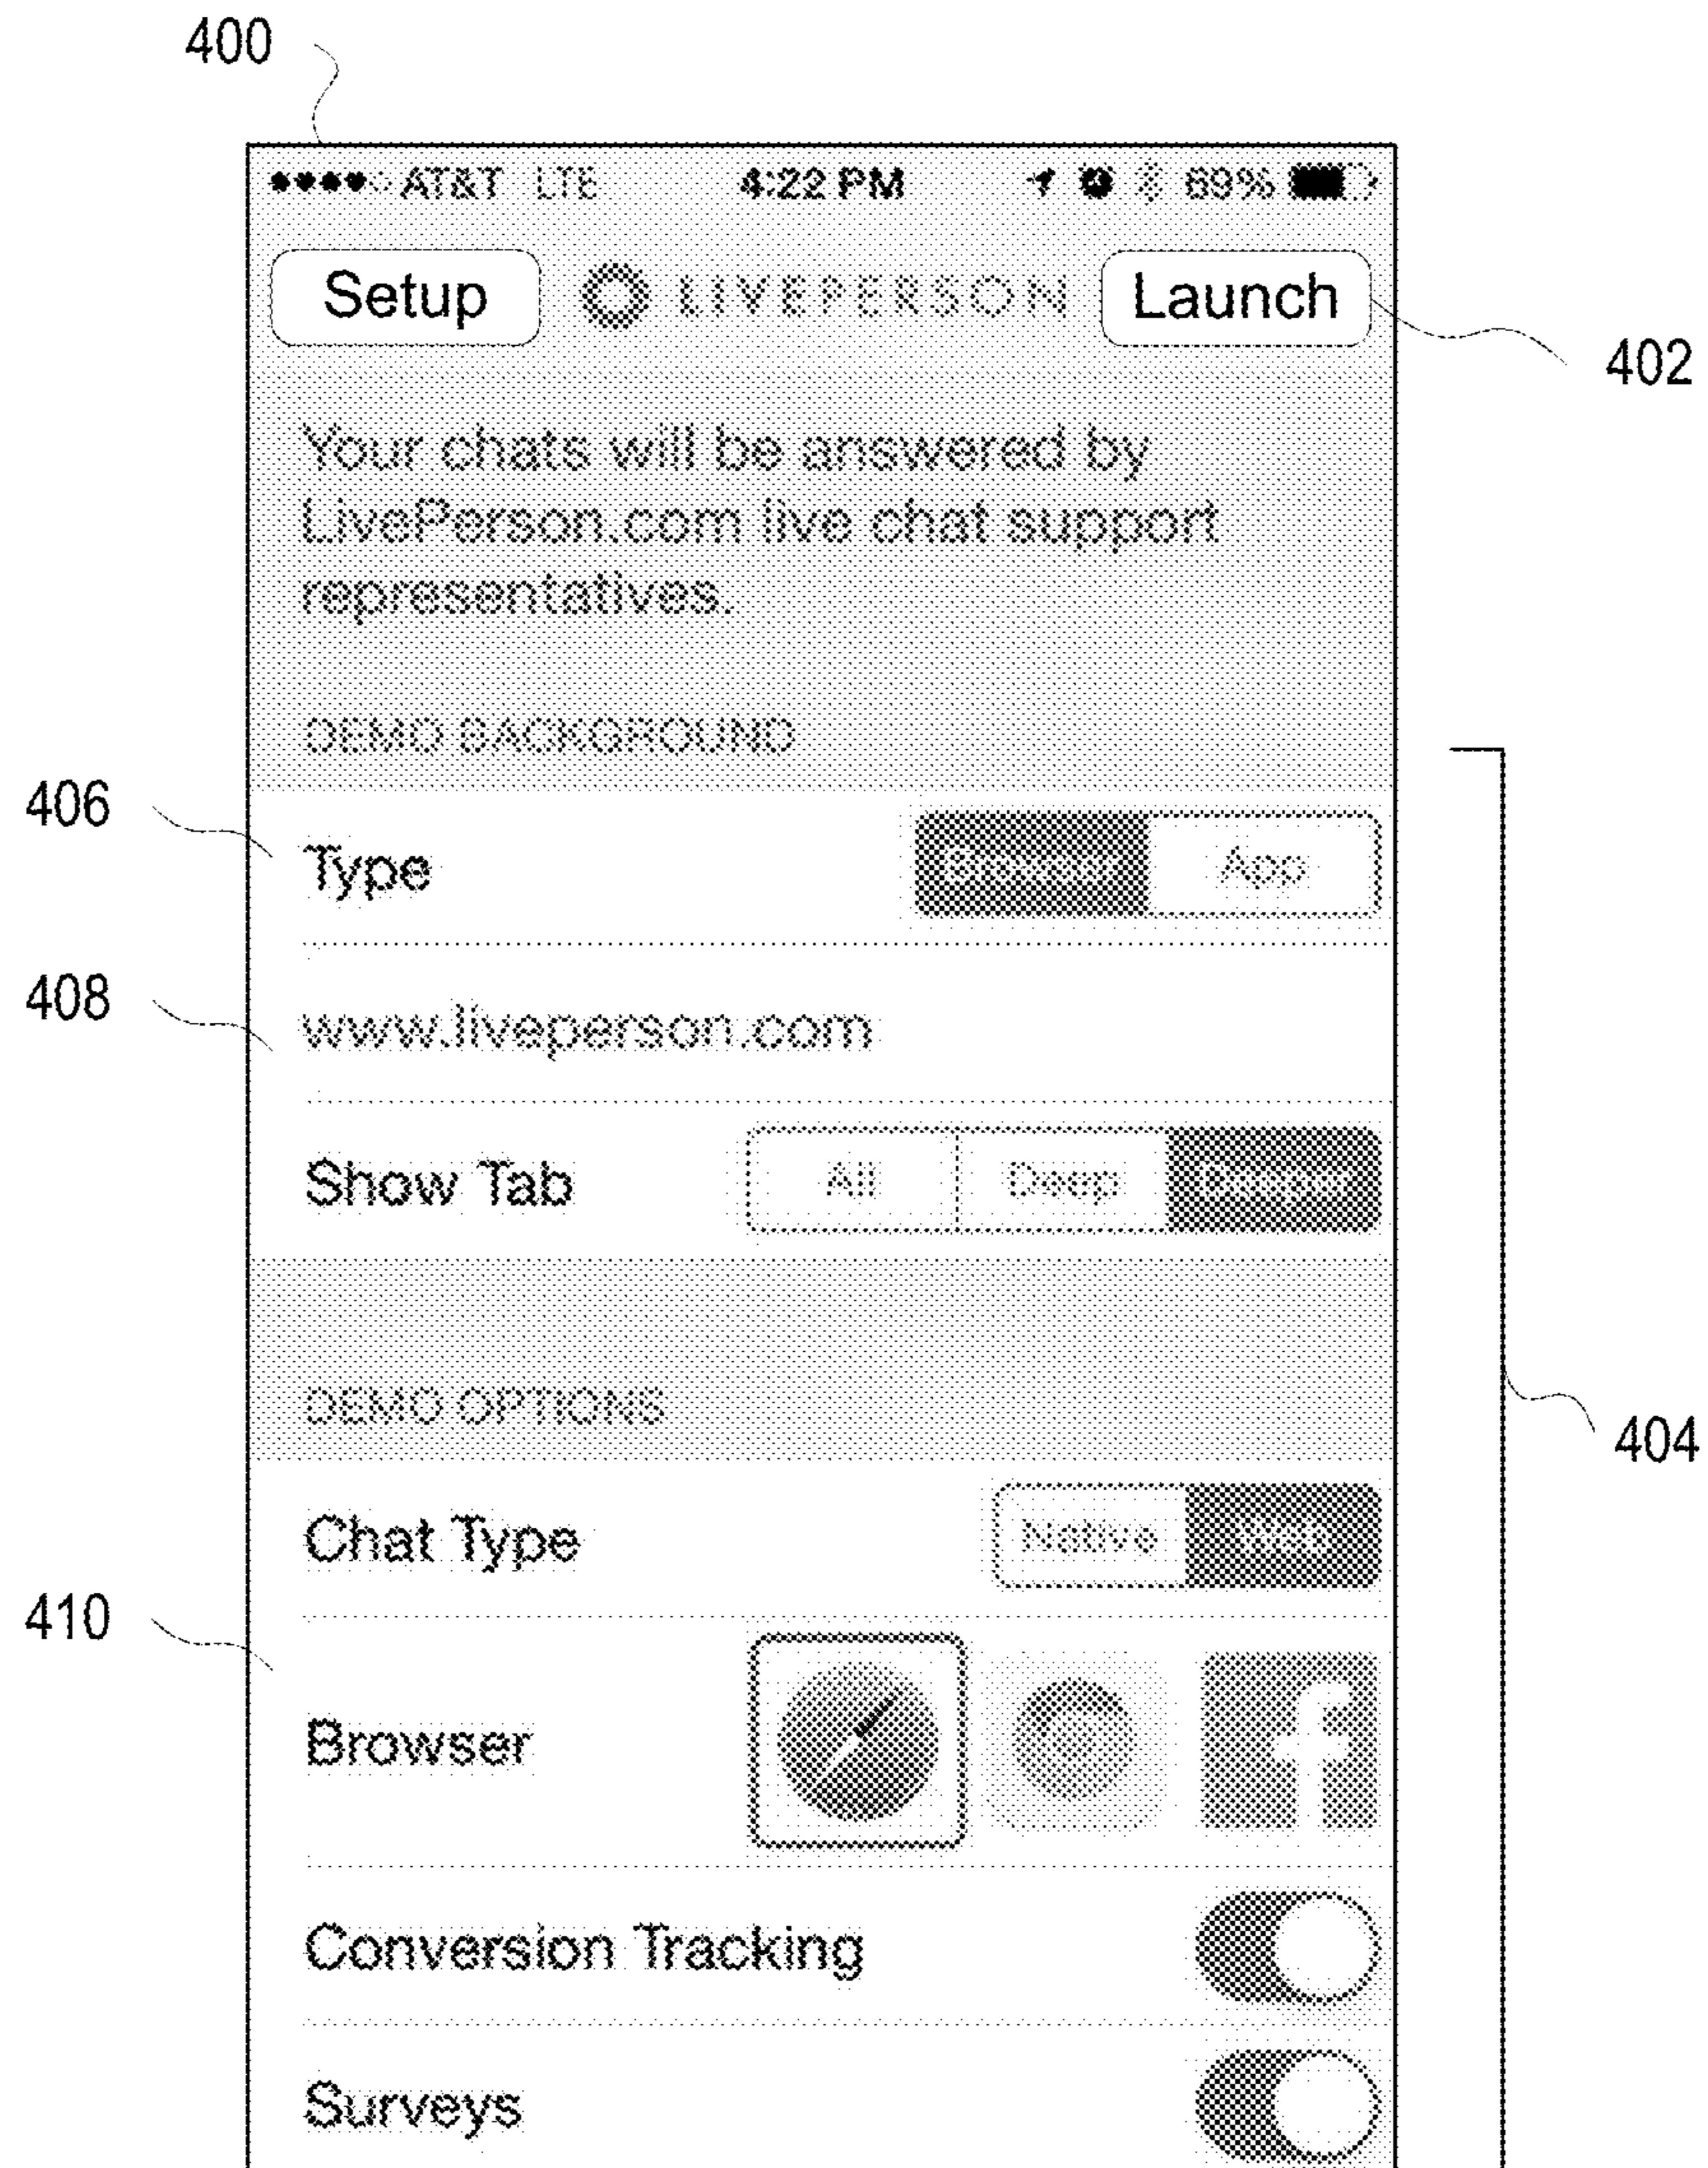 400
AT&T LTE 4:22 PM 69%
Setup LIVEPERSON Launch
402
Your chats will be answered by
LivePerson.com live chat support
representatives.
DEMO BACKGROUND
406
Type Browser App
408
www.liveperson.com
Show Tab All Deep
DEMO OPTIONS
404
Chat Type Native
410
Browser
Conversion Tracking
Surveys